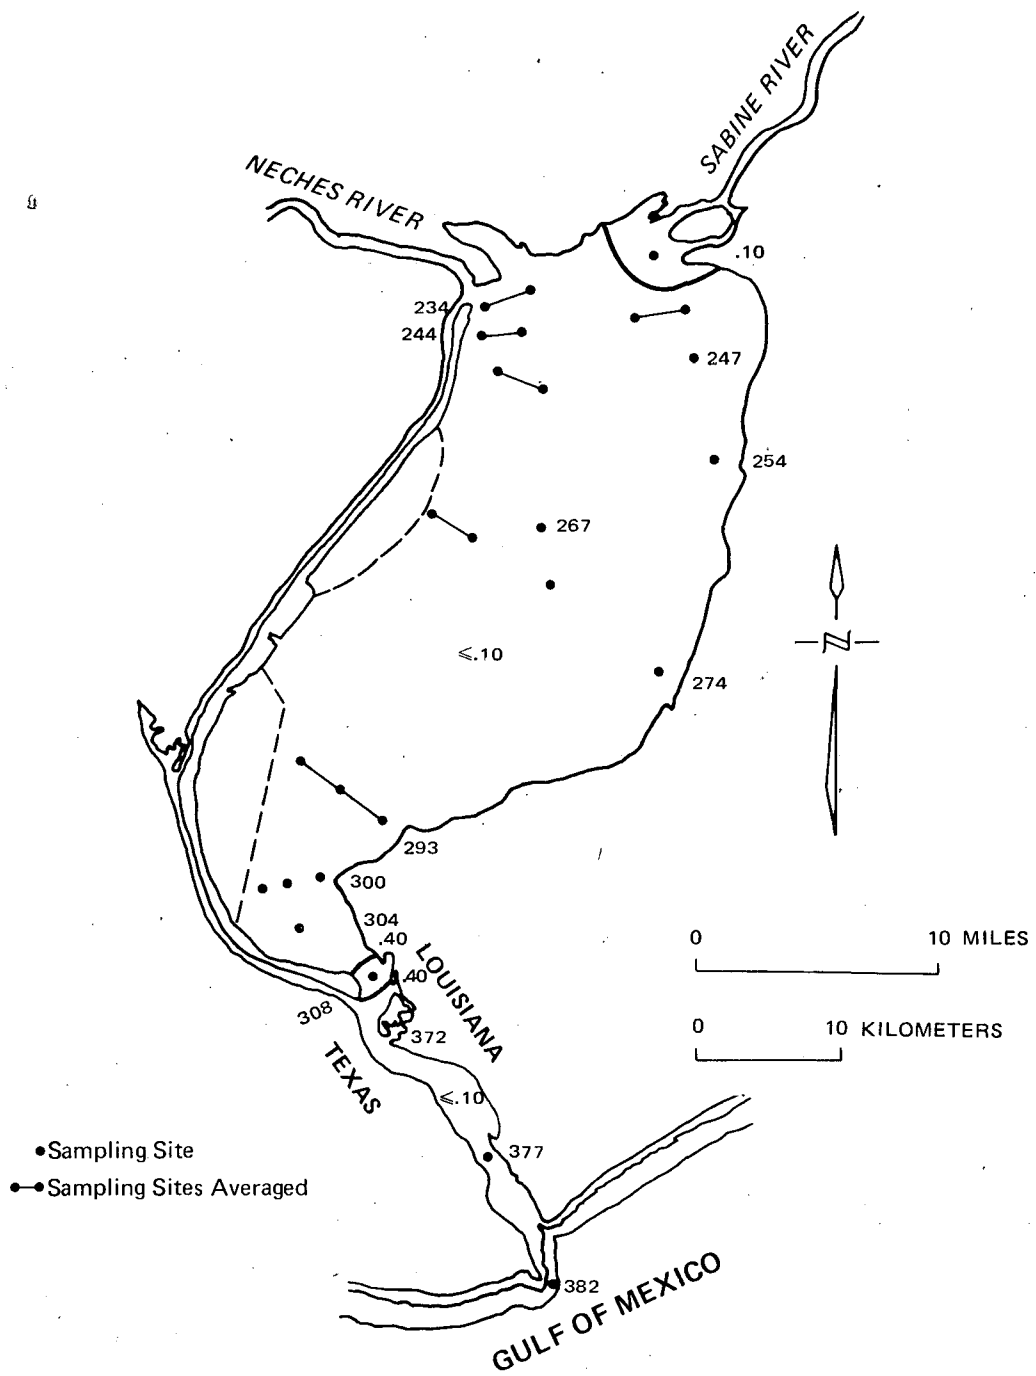 SABINE RIVER
NECHES RIVER
.10
234
244
247
254
267
≤.10
274
293
300
304
.40
.40
LOUISIANA
308
372
TEXAS
≤.10
377
382
GULF OF MEXICO
N
0 10 MILES
0 10 KILOMETERS
Sampling Site
Sampling Sites Averaged